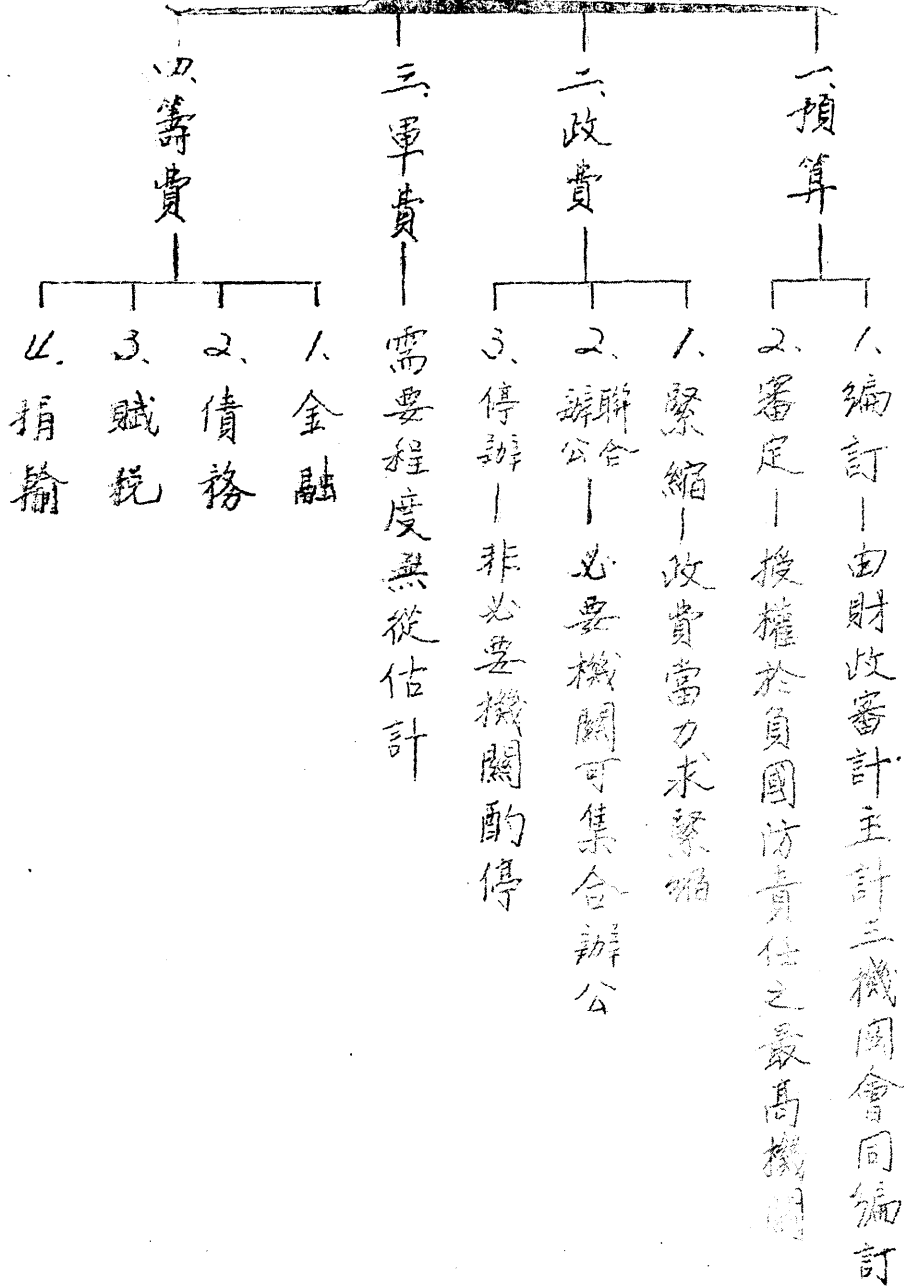 一、預算
1、編訂—由財政審計主計三機関會同編訂
2、審定—授權於負國防責任之最高機関
二、政費
1、緊縮—政費當力求緊縮
2、聯合辦公—必要機關可集合辦公
3、停辦—非必要機關酌停
三、軍費—需要程度無從估計
四、籌費
1、金融
2、債務
3、賦稅
4、捐輸